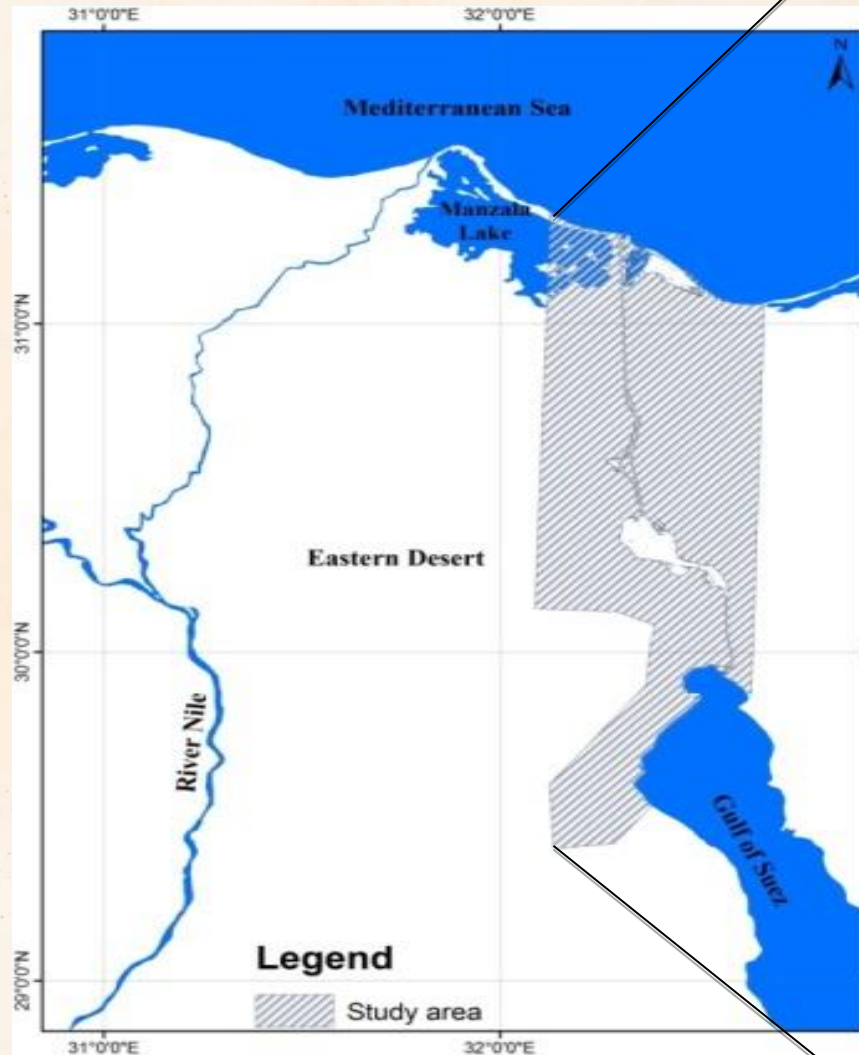 31°0'0"E
32°0'0"E
N
Mediterranean Sea
Manzala
Lake
31°0'0"N
Eastern Desert
30°0'0"N
River Nile
Gulf of Suez
Legend
Study area
29°0'0"N
31°0'0"E
32°0'0"E